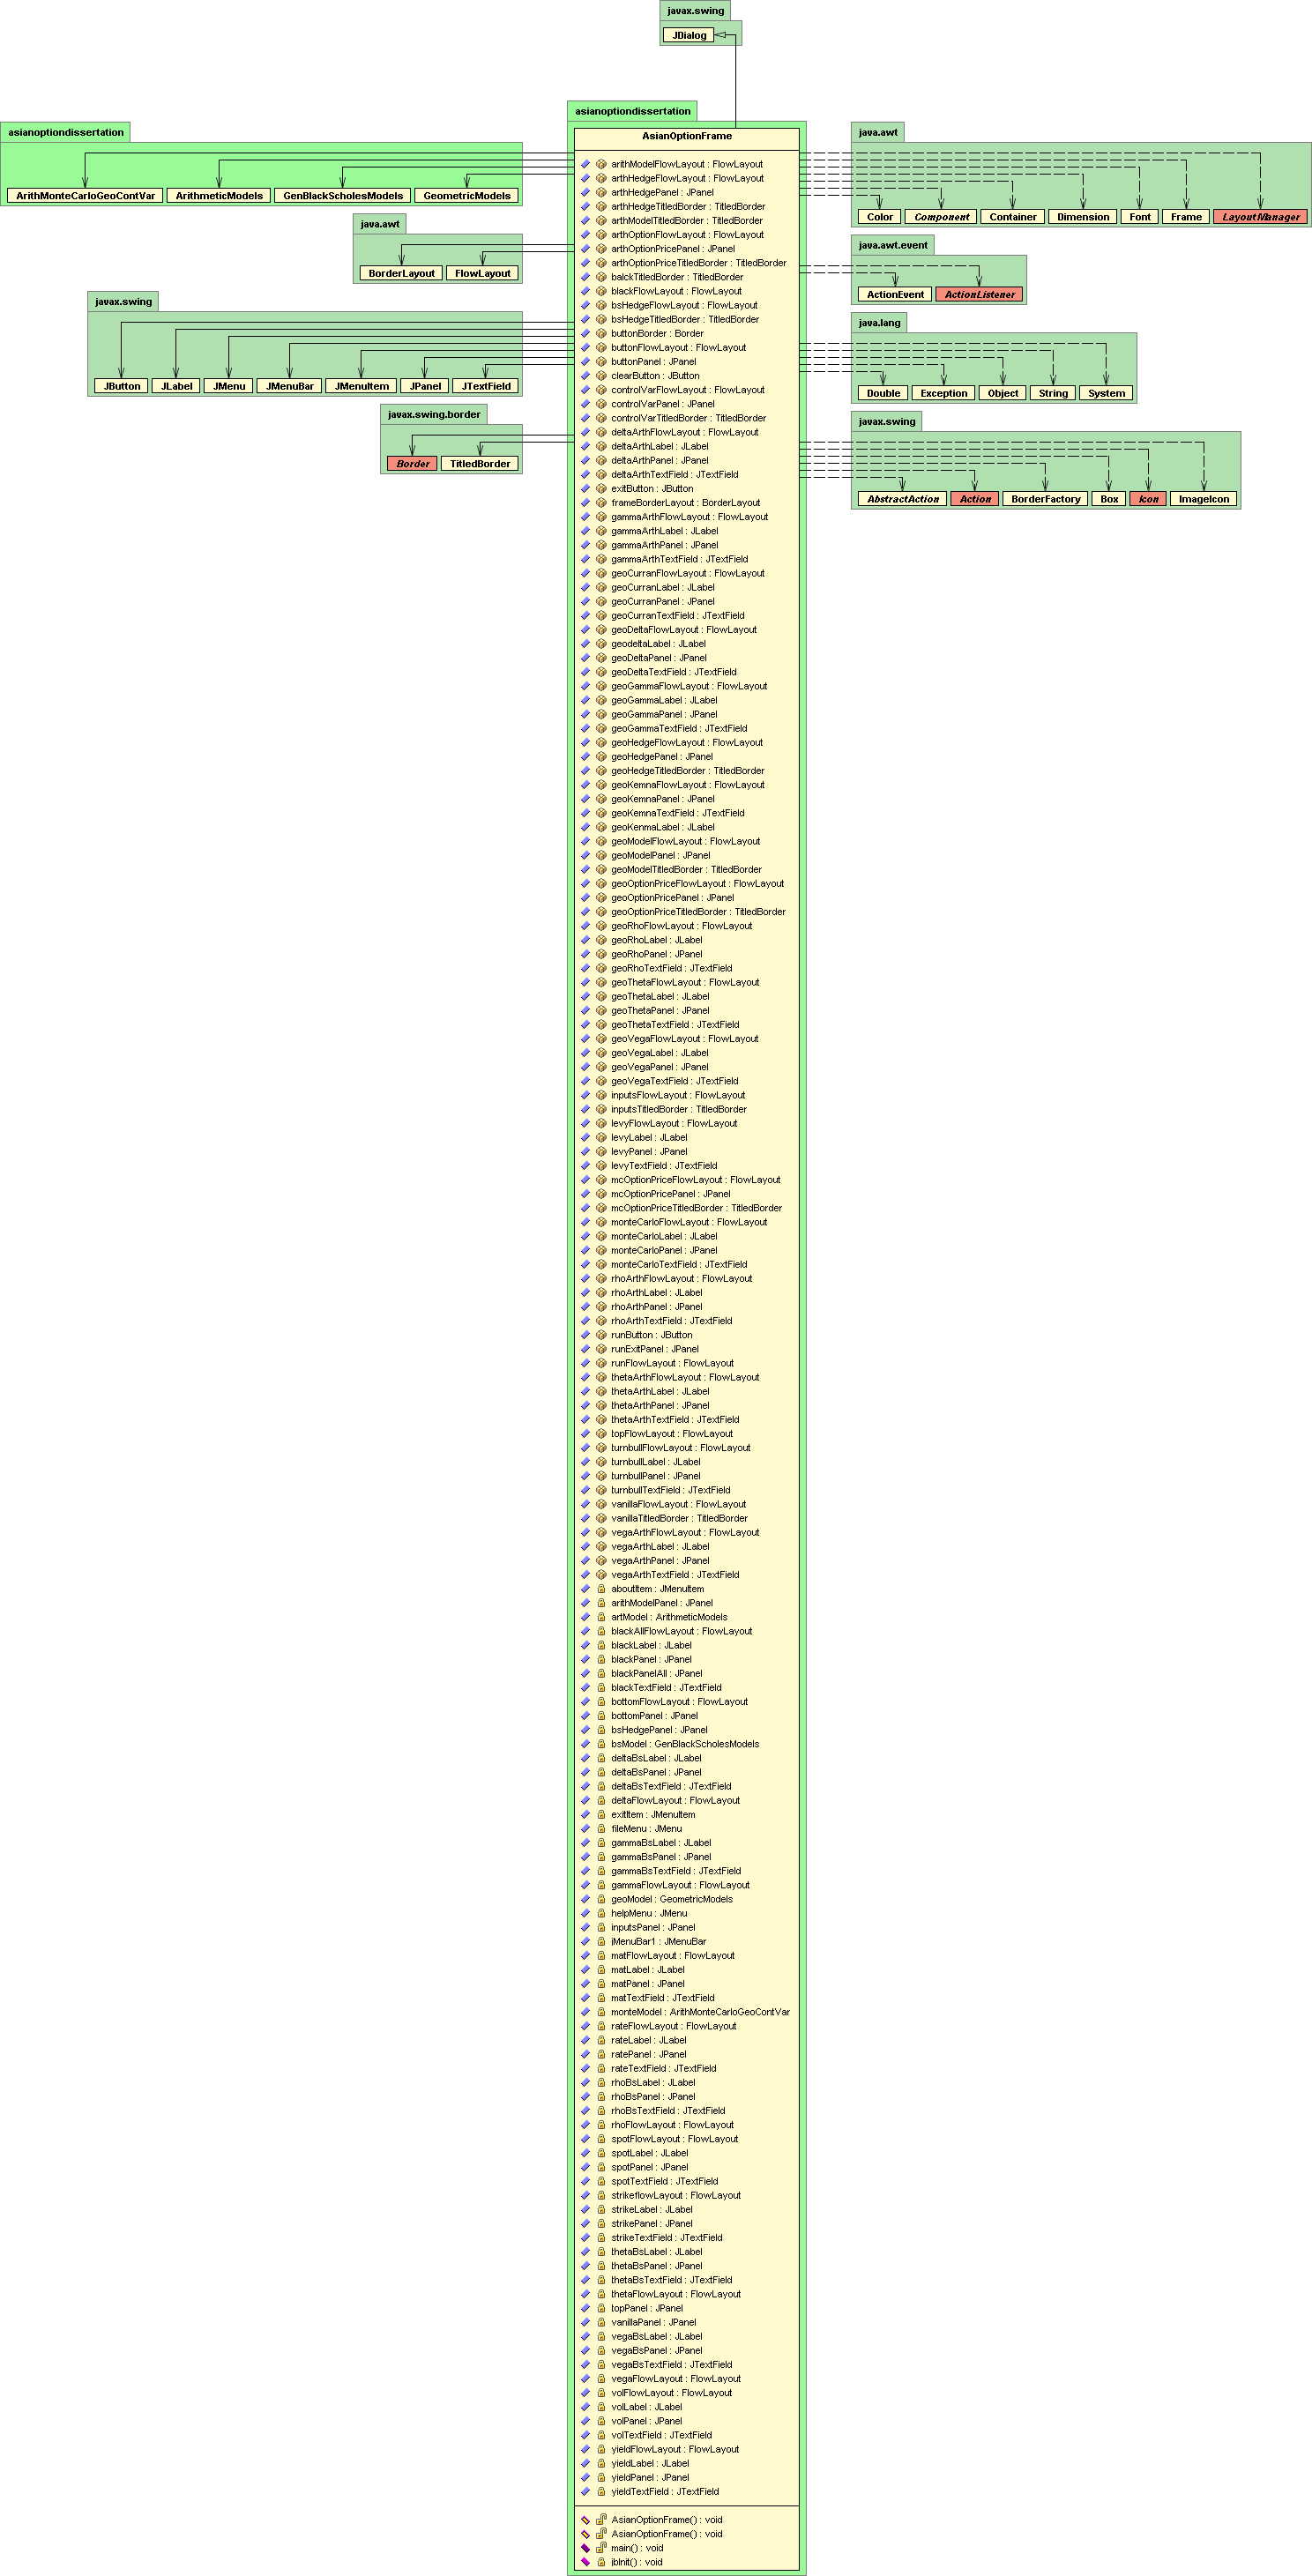 javax.swing
JDialog
asianoptiondissertation
ArithMonteCarloGeoContVar
ArithmeticModels
GenBlackScholesModels
GeometricModels
java.awt
BorderLayout
FlowLayout
javax.swing
JButton
JLabel
JMenu
JMenuBar
JMenuItem
JPanel
JTextField
javax.swing.border
Border
TitledBorder
asianoptiondissertation
AsianOptionFrame
arithModelFlowLayout : FlowLayout
arthHedgeFlowLayout : FlowLayout
arthHedgePanel : JPanel
arthHedgeTitledBorder : TitledBorder
arthModelTitledBorder : TitledBorder
arthOptionFlowLayout : FlowLayout
arthOptionPricePanel : JPanel
arthOptionPriceTitledBorder : TitledBorder
balckTitledBorder : TitledBorder
blackFlowLayout : FlowLayout
bsHedgeFlowLayout : FlowLayout
bsHedgeTitledBorder : TitledBorder
buttonBorder : Border
buttonFlowLayout : FlowLayout
buttonPanel : JPanel
clearButton : JButton
controlVarFlowLayout : FlowLayout
controlVarPanel : JPanel
controlVarTitledBorder : TitledBorder
deltaArthFlowLayout : FlowLayout
deltaArthLabel : JLabel
deltaArthPanel : JPanel
deltaArthTextField : JTextField
exitButton : JButton
frameBorderLayout : BorderLayout
gammaArthFlowLayout : FlowLayout
gammaArthLabel : JLabel
gammaArthPanel : JPanel
gammaArthTextField : JTextField
geoCurranFlowLayout : FlowLayout
geoCurranLabel : JLabel
geoCurranPanel : JPanel
geoCurranTextField : JTextField
geoDeltaFlowLayout : FlowLayout
geodeltaLabel : JLabel
geoDeltaPanel : JPanel
geoDeltaTextField : JTextField
geoGammaFlowLayout : FlowLayout
geoGammaLabel : JLabel
geoGammaPanel : JPanel
geoGammaTextField : JTextField
geoHedgeFlowLayout : FlowLayout
geoHedgePanel : JPanel
geoHedgeTitledBorder : TitledBorder
geoKemnaFlowLayout : FlowLayout
geoKemnaPanel : JPanel
geoKemnaTextField : JTextField
geoKenmaLabel : JLabel
geoModelFlowLayout : FlowLayout
geoModelPanel : JPanel
geoModelTitledBorder : TitledBorder
geoOptionPriceFlowLayout : FlowLayout
geoOptionPricePanel : JPanel
geoOptionPriceTitledBorder : TitledBorder
geoRhoFlowLayout : FlowLayout
geoRhoLabel : JLabel
geoRhoPanel : JPanel
geoRhoTextField : JTextField
geoThetaFlowLayout : FlowLayout
geoThetaLabel : JLabel
geoThetaPanel : JPanel
geoThetaTextField : JTextField
geoVegaFlowLayout : FlowLayout
geoVegaLabel : JLabel
geoVegaPanel : JPanel
geoVegaTextField : JTextField
inputsFlowLayout : FlowLayout
inputsTitledBorder : TitledBorder
levyFlowLayout : FlowLayout
levyLabel : JLabel
levyPanel : JPanel
levyTextField : JTextField
mcOptionPriceFlowLayout : FlowLayout
mcOptionPricePanel : JPanel
mcOptionPriceTitledBorder : TitledBorder
monteCarloFlowLayout : FlowLayout
monteCarloLabel : JLabel
monteCarloPanel : JPanel
monteCarloTextField : JTextField
rhoArthFlowLayout : FlowLayout
rhoArthLabel : JLabel
rhoArthPanel : JPanel
rhoArthTextField : JTextField
runButton : JButton
runExitPanel : JPanel
runFlowLayout : FlowLayout
thetaArthFlowLayout : FlowLayout
thetaArthLabel : JLabel
thetaArthPanel : JPanel
thetaArthTextField : JTextField
topFlowLayout : FlowLayout
turnbullFlowLayout : FlowLayout
turnbullLabel : JLabel
turnbullPanel : JPanel
turnbullTextField : JTextField
vanillaFlowLayout : FlowLayout
vanillaTitledBorder : TitledBorder
vegaArthFlowLayout : FlowLayout
vegaArthLabel : JLabel
vegaArthPanel : JPanel
vegaArthTextField : JTextField
aboutItem : JMenuItem
arithModelPanel : JPanel
artModel : ArithmeticModels
blackAllFlowLayout : FlowLayout
blackLabel : JLabel
blackPanel : JPanel
blackPanelAll : JPanel
blackTextField : JTextField
bottomFlowLayout : FlowLayout
bottomPanel : JPanel
bsHedgePanel : JPanel
bsModel : GenBlackScholesModels
deltaBsLabel : JLabel
deltaBsPanel : JPanel
deltaBsTextField : JTextField
deltaFlowLayout : FlowLayout
exitItem : JMenuItem
fileMenu : JMenu
gammaBsLabel : JLabel
gammaBsPanel : JPanel
gammaBsTextField : JTextField
gammaFlowLayout : FlowLayout
geoModel : GeometricModels
helpMenu : JMenu
inputsPanel : JPanel
jMenuBar1 : JMenuBar
matFlowLayout : FlowLayout
matLabel : JLabel
matPanel : JPanel
matTextField : JTextField
monteModel : ArithMonteCarloGeoContVar
rateFlowLayout : FlowLayout
rateLabel : JLabel
ratePanel : JPanel
rateTextField : JTextField
rhoBsLabel : JLabel
rhoBsPanel : JPanel
rhoBsTextField : JTextField
rhoFlowLayout : FlowLayout
spotFlowLayout : FlowLayout
spotLabel : JLabel
spotPanel : JPanel
spotTextField : JTextField
strikeflowLayout : FlowLayout
strikeLabel : JLabel
strikePanel : JPanel
strikeTextField : JTextField
thetaBsLabel : JLabel
thetaBsPanel : JPanel
thetaBsTextField : JTextField
thetaFlowLayout : FlowLayout
topPanel : JPanel
vanillaPanel : JPanel
vegaBsLabel : JLabel
vegaBsPanel : JPanel
vegaBsTextField : JTextField
vegaFlowLayout : FlowLayout
volFlowLayout : FlowLayout
volLabel : JLabel
volPanel : JPanel
volTextField : JTextField
yieldFlowLayout : FlowLayout
yieldLabel : JLabel
yieldPanel : JPanel
yieldTextField : JTextField
AsianOptionFrame() : void
AsianOptionFrame() : void
main() : void
jbInit() : void
java.awt
Color
Component
Container
Dimension
Font
Frame
LayoutManager
java.awt.event
ActionEvent
ActionListener
java.lang
Double
Exception
Object
String
System
javax.swing
AbstractAction
Action
BorderFactory
Box
Icon
ImageIcon